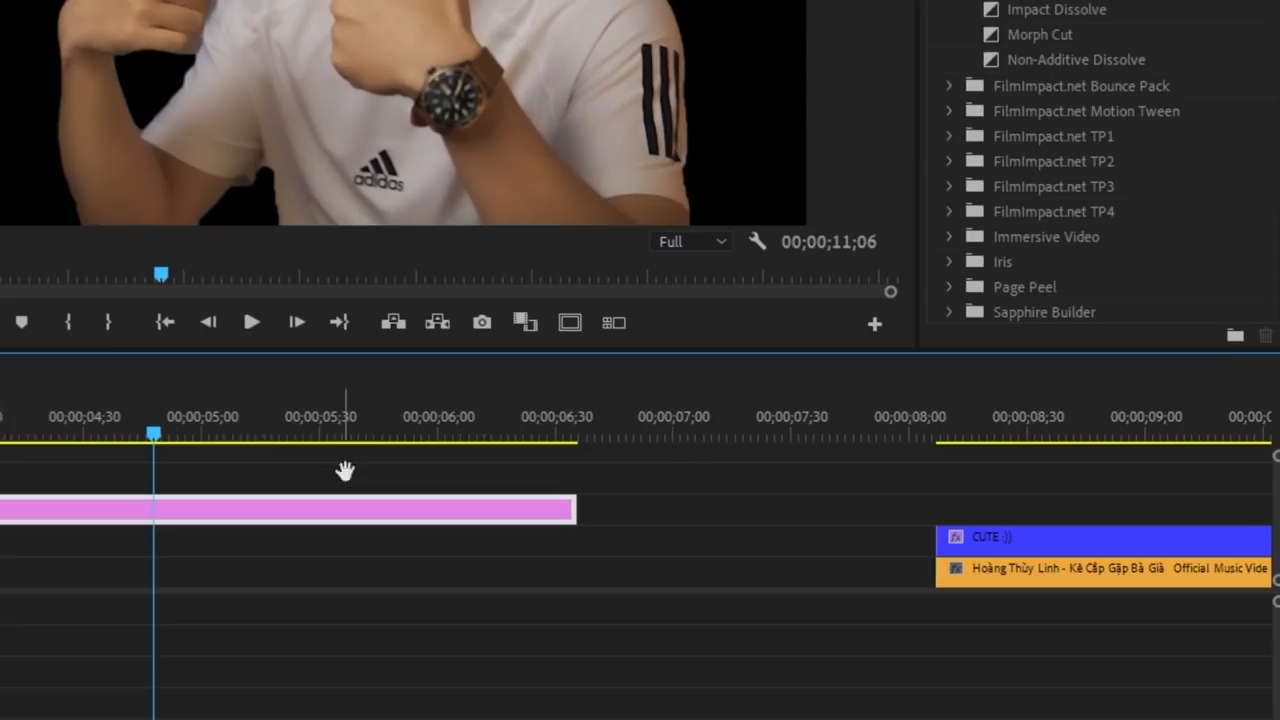 Impact Dissolve
Morph Cut
Non-Additive Dissolve
FilmImpact.net Bounce Pack
FilmImpact.net Motion Tween
FilmImpact.net TP1
FilmImpact.net TP2
FilmImpact.net TP3
FilmImpact.net TP4
Immersive Video
Iris
Page Peel
Sapphire Builder
adidas
Full
00;00;11;06
00;00;04;30
00;00;05;00
00;00;05;30
00;00;06;00
00;00;06;30
00;00;07;00
00;00;07;30
00;00;08;00
00;00;08;30
00;00;09;00
00;00;0
fx CUTE :))
fx Hoàng Thùy Linh - Kẻ Cắp Gặp Bà Già Official Music Vide